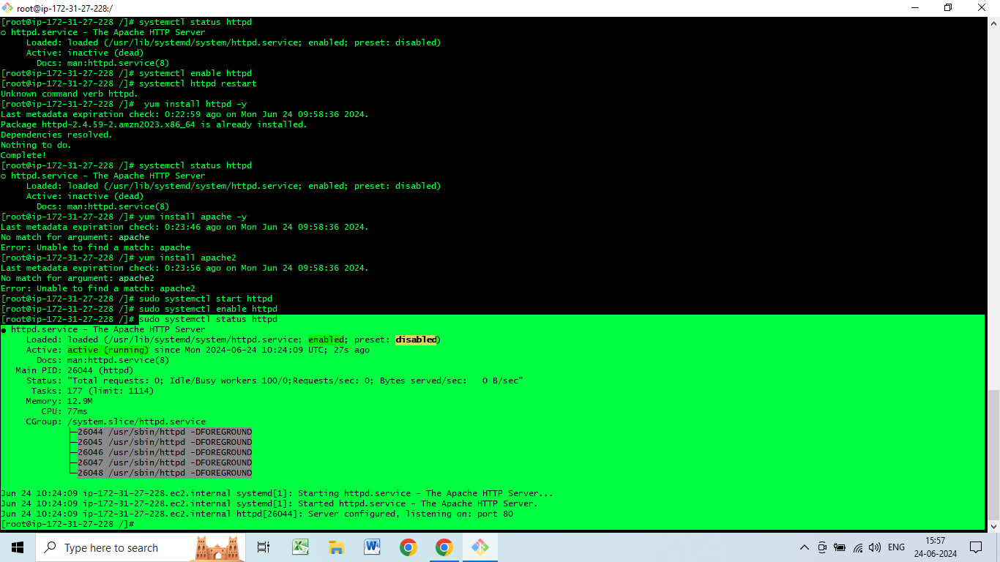 root@ip-172-31-27-228:/
[root@ip-172-31-27-228 /]# systemctl status httpd
○ httpd.service - The Apache HTTP Server
     Loaded: loaded (/usr/lib/systemd/system/httpd.service; enabled; preset: disabled)
     Active: inactive (dead)
       Docs: man:httpd.service(8)
[root@ip-172-31-27-228 /]# systemctl enable httpd
[root@ip-172-31-27-228 /]# systemctl httpd restart
Unknown command verb httpd.
[root@ip-172-31-27-228 /]#  yum install httpd -y
Last metadata expiration check: 0:22:59 ago on Mon Jun 24 09:58:36 2024.
Package httpd-2.4.59-2.amzn2023.x86_64 is already installed.
Dependencies resolved.
Nothing to do.
Complete!
[root@ip-172-31-27-228 /]# systemctl status httpd
○ httpd.service - The Apache HTTP Server
     Loaded: loaded (/usr/lib/systemd/system/httpd.service; enabled; preset: disabled)
     Active: inactive (dead)
       Docs: man:httpd.service(8)
[root@ip-172-31-27-228 /]# yum install apache -y
Last metadata expiration check: 0:23:46 ago on Mon Jun 24 09:58:36 2024.
No match for argument: apache
Error: Unable to find a match: apache
[root@ip-172-31-27-228 /]# yum install apache2
Last metadata expiration check: 0:23:56 ago on Mon Jun 24 09:58:36 2024.
No match for argument: apache2
Error: Unable to find a match: apache2
[root@ip-172-31-27-228 /]# sudo systemctl start httpd
[root@ip-172-31-27-228 /]# sudo systemctl enable httpd
[root@ip-172-31-27-228 /]# sudo systemctl status httpd
● httpd.service - The Apache HTTP Server
     Loaded: loaded (/usr/lib/systemd/system/httpd.service; enabled; preset: disabled)
     Active: active (running) since Mon 2024-06-24 10:24:09 UTC; 27s ago
       Docs: man:httpd.service(8)
   Main PID: 26044 (httpd)
     Status: "Total requests: 0; Idle/Busy workers 100/0;Requests/sec: 0; Bytes served/sec:   0 B/sec"
      Tasks: 177 (limit: 1114)
     Memory: 12.9M
        CPU: 77ms
     CGroup: /system.slice/httpd.service
             ├─26044 /usr/sbin/httpd -DFOREGROUND
             ├─26045 /usr/sbin/httpd -DFOREGROUND
             ├─26046 /usr/sbin/httpd -DFOREGROUND
             ├─26047 /usr/sbin/httpd -DFOREGROUND
             └─26048 /usr/sbin/httpd -DFOREGROUND
Jun 24 10:24:09 ip-172-31-27-228.ec2.internal systemd[1]: Starting httpd.service - The Apache HTTP Server...
Jun 24 10:24:09 ip-172-31-27-228.ec2.internal systemd[1]: Started httpd.service - The Apache HTTP Server.
Jun 24 10:24:09 ip-172-31-27-228.ec2.internal httpd[26044]: Server configured, listening on: port 80
[root@ip-172-31-27-228 /]#
Type here to search
ENG
15:57
24-06-2024